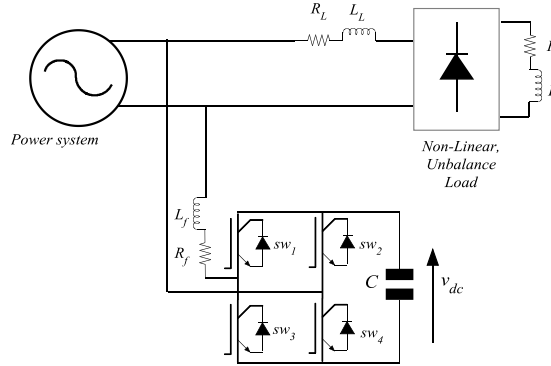 R_L L_L
Power system
Non-Linear,
Unbalance
Load
L_f
R_f
sw_1
sw_2
C
v_dc
sw_3
sw_4